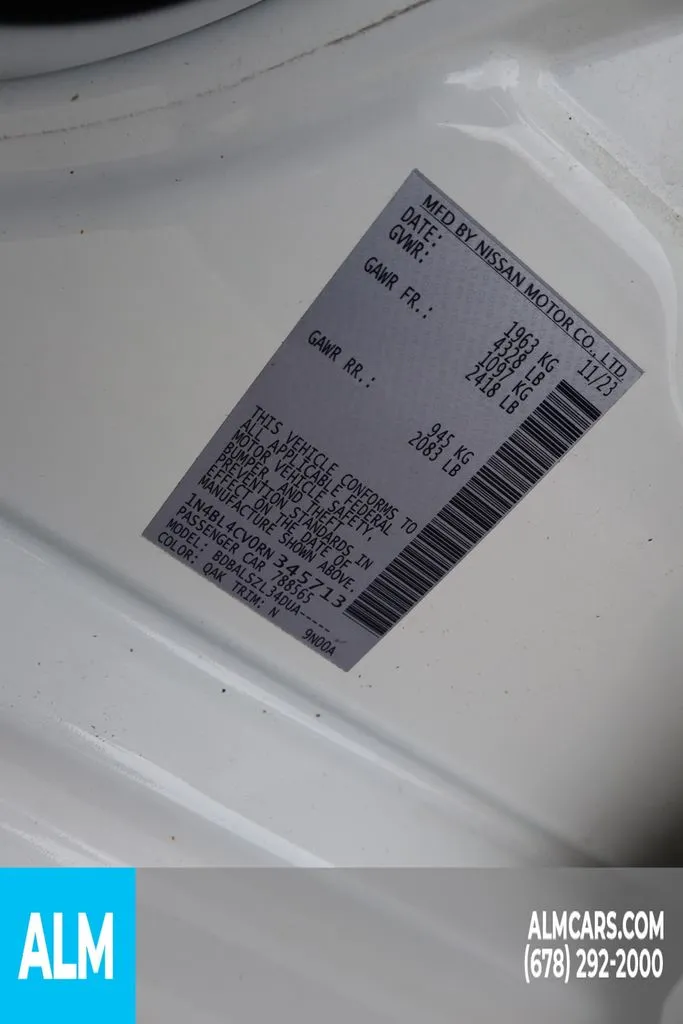 MFD BY NISSAN MOTOR CO., LTD.
DATE: 11/23
GVWR: 1963 KG
4328 LB
GAWR FR.: 1097 KG
2418 LB
GAWR RR.: 945 KG
2083 LB
THIS VEHICLE CONFORMS TO
ALL APPLICABLE FEDERAL
MOTOR VEHICLE SAFETY,
BUMPER, AND THEFT
PREVENTION STANDARDS IN
EFFECT ON THE DATE OF
MANUFACTURE SHOWN ABOVE.
1N4BL4CV0RN 345713
PASSENGER CAR 788565
MODEL: BDBALSZL34DUA-----
COLOR: QAK TRIM: N 9N00A
ALM
ALMCARS.COM
(678) 292-2000